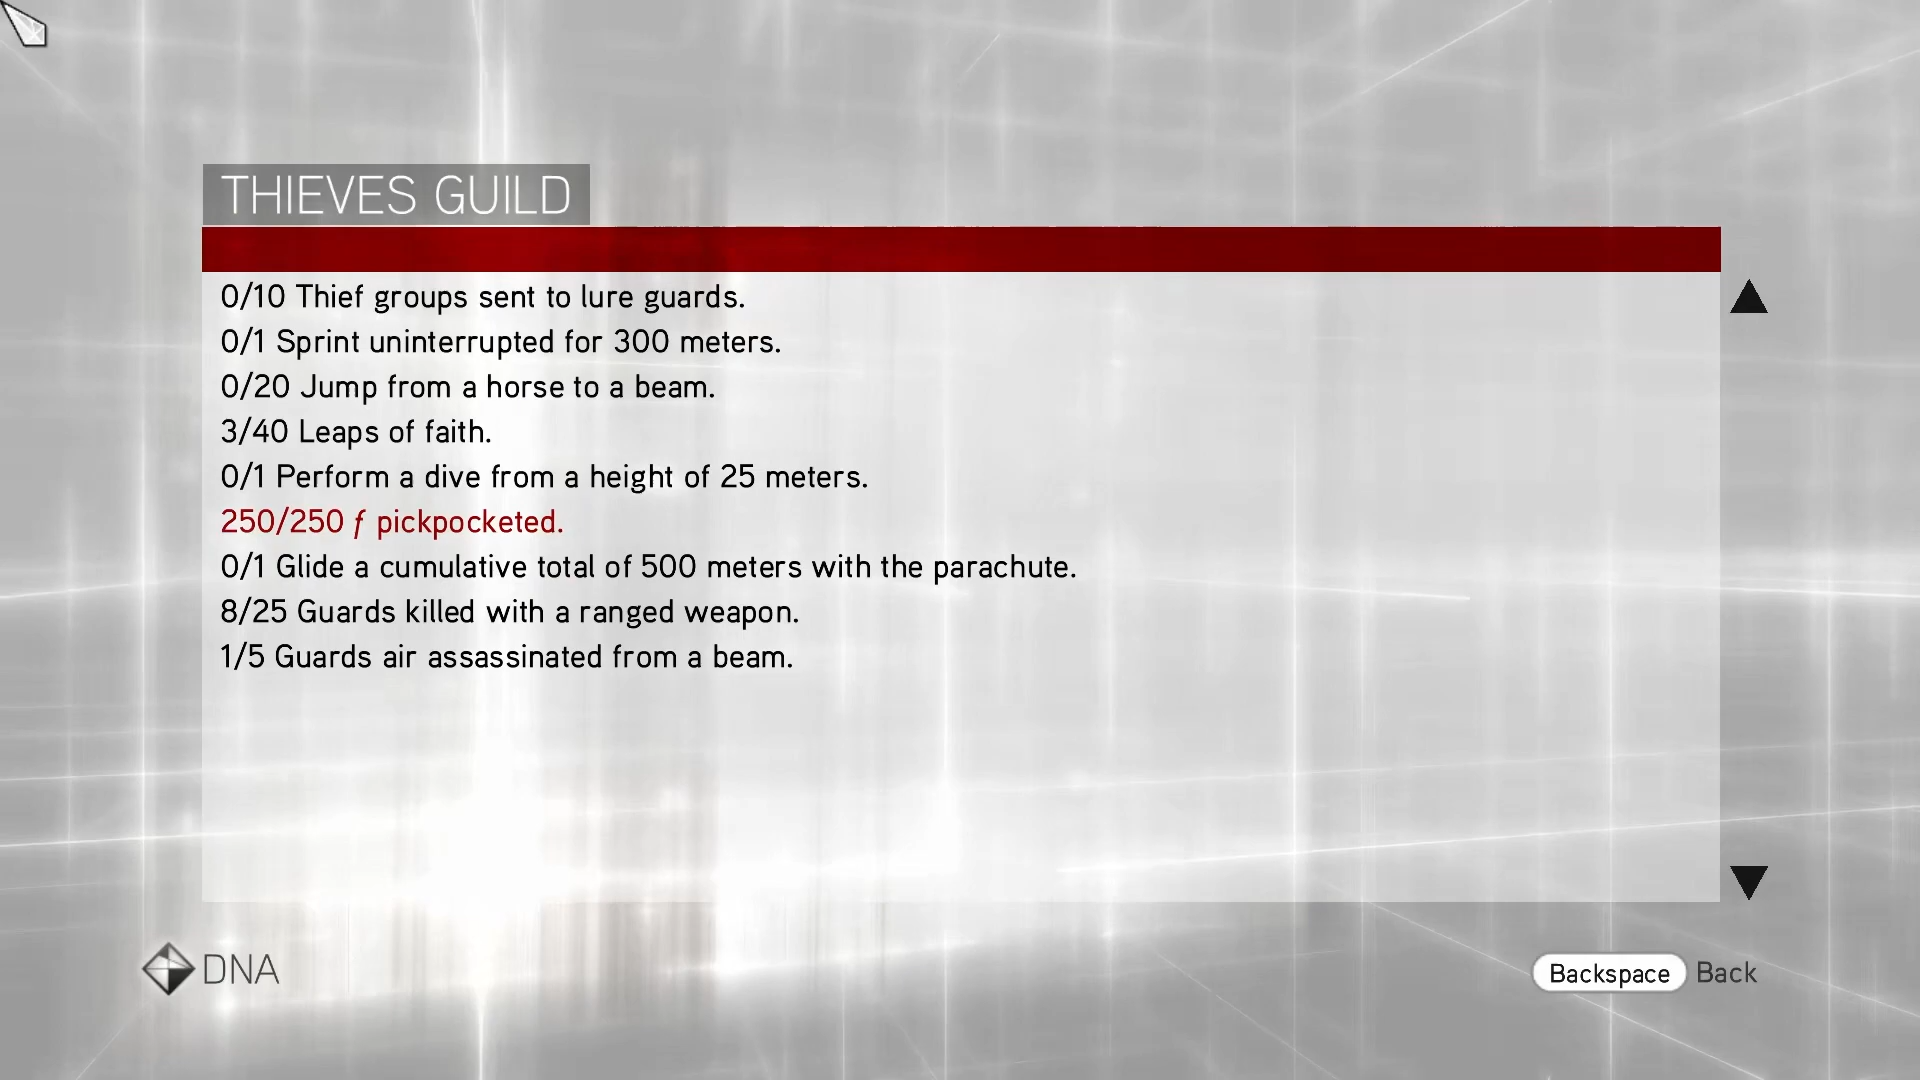 THIEVES GUILD
0/10 Thief groups sent to lure guards.
0/1 Sprint uninterrupted for 300 meters.
0/20 Jump from a horse to a beam.
3/40 Leaps of faith.
0/1 Perform a dive from a height of 25 meters.
250/250 ƒ pickpocketed.
0/1 Glide a cumulative total of 500 meters with the parachute.
8/25 Guards killed with a ranged weapon.
1/5 Guards air assassinated from a beam.
DNA
Backspace Back